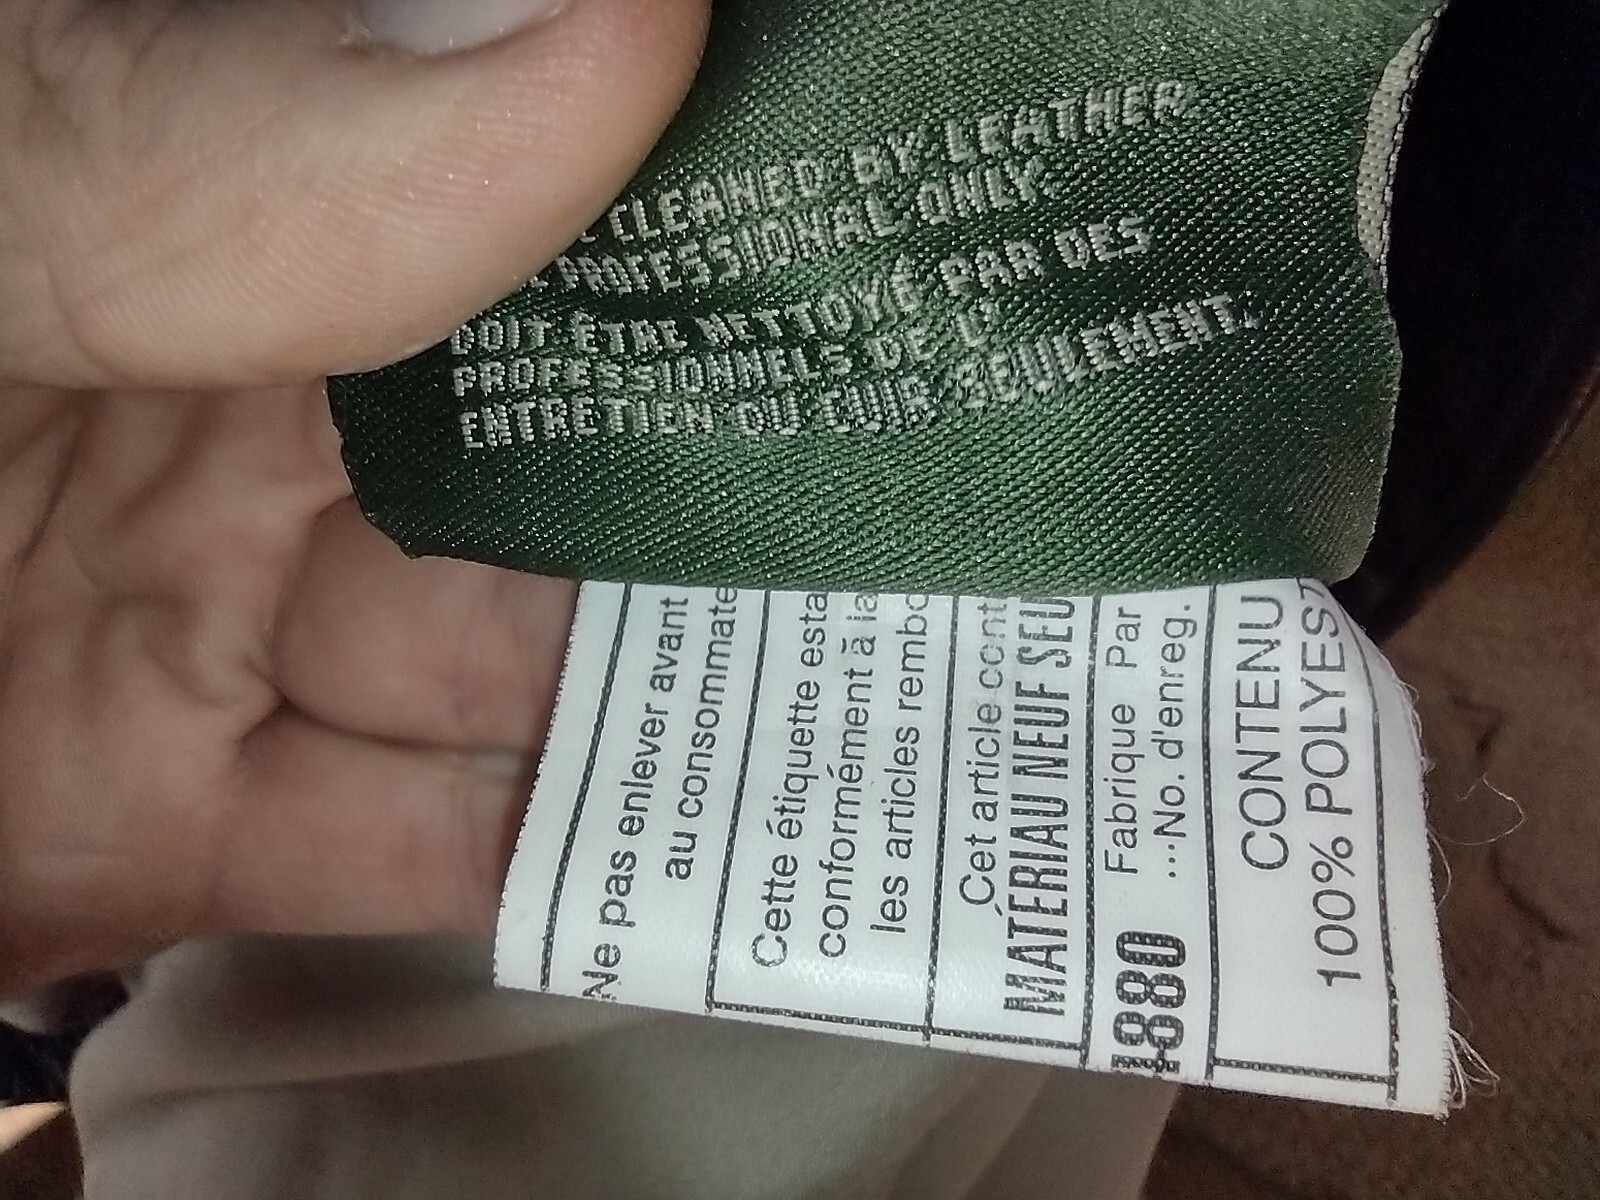 CLEANED BY LEATHER
PROFESSIONAL ONLY.
DOIT ÊTRE NETTOYÉ PAR DES
PROFESSIONNELS DE L'
ENTRETIEN DU CUIR SEULEMENT.
Ne pas enlever avant
au consommate
Cette étiquette esta
conformément à la
les articles rembo
Cet article cont
MATÉRIAU NEUF SEU
Fabrique Par
...No. d'enreg.
880
CONTENU
100% POLYEST